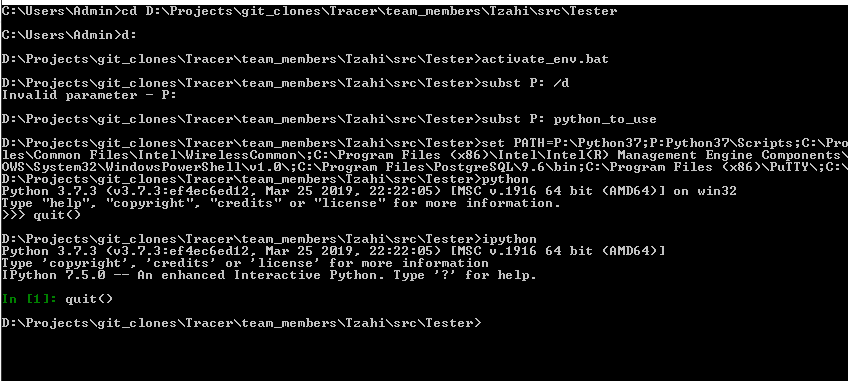 C:\Users\Admin>cd D:\Projects\git_clones\Tracer\team_members\Tzahi\src\Tester
C:\Users\Admin>d:
D:\Projects\git_clones\Tracer\team_members\Tzahi\src\Tester>activate_env.bat
D:\Projects\git_clones\Tracer\team_members\Tzahi\src\Tester>subst P: /d
Invalid parameter - P:
D:\Projects\git_clones\Tracer\team_members\Tzahi\src\Tester>subst P: python_to_use
D:\Projects\git_clones\Tracer\team_members\Tzahi\src\Tester>set PATH=P:\Python37;P:Python37\Scripts;C:\Pro
les\Common Files\Intel\WirelessCommon\;C:\Program Files (x86)\Intel\Intel(R) Management Engine Components\
OWS\System32\WindowsPowerShell\v1.0\;C:\Program Files\PostgreSQL\9.6\bin;C:\Program Files (x86)\PuTTY\;C:\
D:\Projects\git_clones\Tracer\team_members\Tzahi\src\Tester>python
Python 3.7.3 (v3.7.3:ef4ec6ed12, Mar 25 2019, 22:22:05) [MSC v.1916 64 bit (AMD64)] on win32
Type "help", "copyright", "credits" or "license" for more information.
>>> quit()
D:\Projects\git_clones\Tracer\team_members\Tzahi\src\Tester>ipython
Python 3.7.3 (v3.7.3:ef4ec6ed12, Mar 25 2019, 22:22:05) [MSC v.1916 64 bit (AMD64)]
Type 'copyright', 'credits' or 'license' for more information
IPython 7.5.0 -- An enhanced Interactive Python. Type '?' for help.
In [1]: quit()
D:\Projects\git_clones\Tracer\team_members\Tzahi\src\Tester>